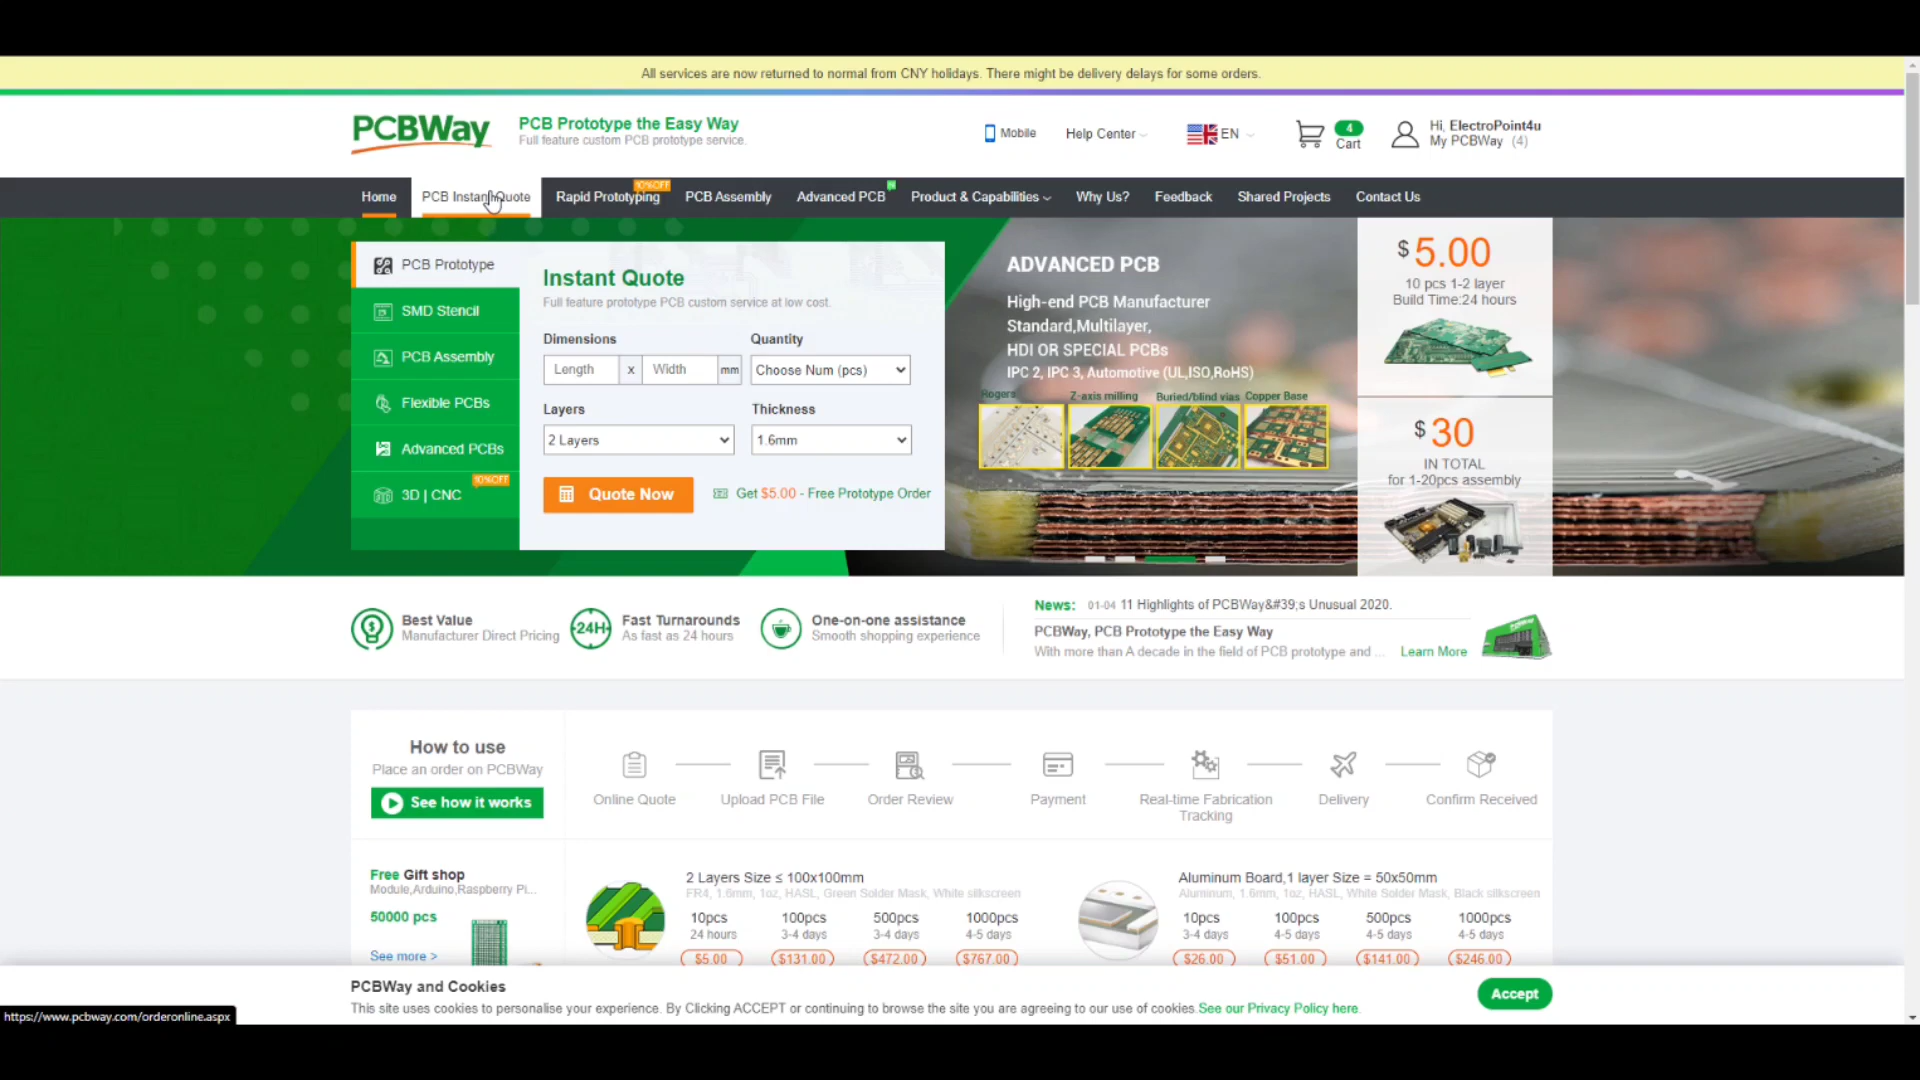 All services are now returned to normal from CNY holidays. There might be delivery delays for some orders.
PCBWay
PCB Prototype the Easy Way
Full feature custom PCB prototype service.
Mobile
Help Center
EN
4
Cart
Hi, ElectroPoint4u
My PCBWay (4)
Home
PCB Instant Quote
Rapid Prototyping
10%OFF
PCB Assembly
Advanced PCB
Product & Capabilities
Why Us?
Feedback
Shared Projects
Contact Us
PCB Prototype
SMD Stencil
PCB Assembly
Flexible PCBs
Advanced PCBs
3D | CNC
10%OFF
Instant Quote
Full feature prototype PCB custom service at low cost.
Dimensions
Quantity
Length x Width mm
Choose Num (pcs)
Layers
Thickness
2 Layers
1.6mm
Quote Now
Get $5.00 - Free Prototype Order
ADVANCED PCB
High-end PCB Manufacturer
Standard,Multilayer,
HDI OR SPECIAL PCBs
IPC 2, IPC 3, Automotive (UL,ISO,RoHS)
Rogers
Z-axis milling
Buried/blind vias
Copper Base
$ 5.00
10 pcs 1-2 layer
Build Time:24 hours
$ 30
IN TOTAL
for 1-20pcs assembly
Best Value
Manufacturer Direct Pricing
24H
Fast Turnarounds
As fast as 24 hours
One-on-one assistance
Smooth shopping experience
News: 01-04 11 Highlights of PCBWay&#39;s Unusual 2020.
PCBWay, PCB Prototype the Easy Way
With more than A decade in the field of PCB prototype and ... Learn More
How to use
Place an order on PCBWay
See how it works
Online Quote
Upload PCB File
Order Review
Payment
Real-time Fabrication
Tracking
Delivery
Confirm Received
Free Gift shop
Module,Arduino,Raspberry Pi...
50000 pcs
See more >
2 Layers Size ≤ 100x100mm
FR4, 1.6mm, 1oz, HASL, Green Solder Mask, White silkscreen
10pcs 100pcs 500pcs 1000pcs
24 hours 3-4 days 3-4 days 4-5 days
$5.00 $131.00 $472.00 $767.00
Aluminum Board,1 layer Size = 50x50mm
Aluminum, 1.6mm, 1oz, HASL, White Solder Mask, Black silkscreen
10pcs 100pcs 500pcs 1000pcs
3-4 days 4-5 days 4-5 days 4-5 days
$26.00 $51.00 $141.00 $246.00
PCBWay and Cookies
This site uses cookies to personalise your experience. By Clicking ACCEPT or continuing to browse the site you are agreeing to our use of cookies.See our Privacy Policy here.
Accept
https://www.pcbway.com/orderonline.aspx